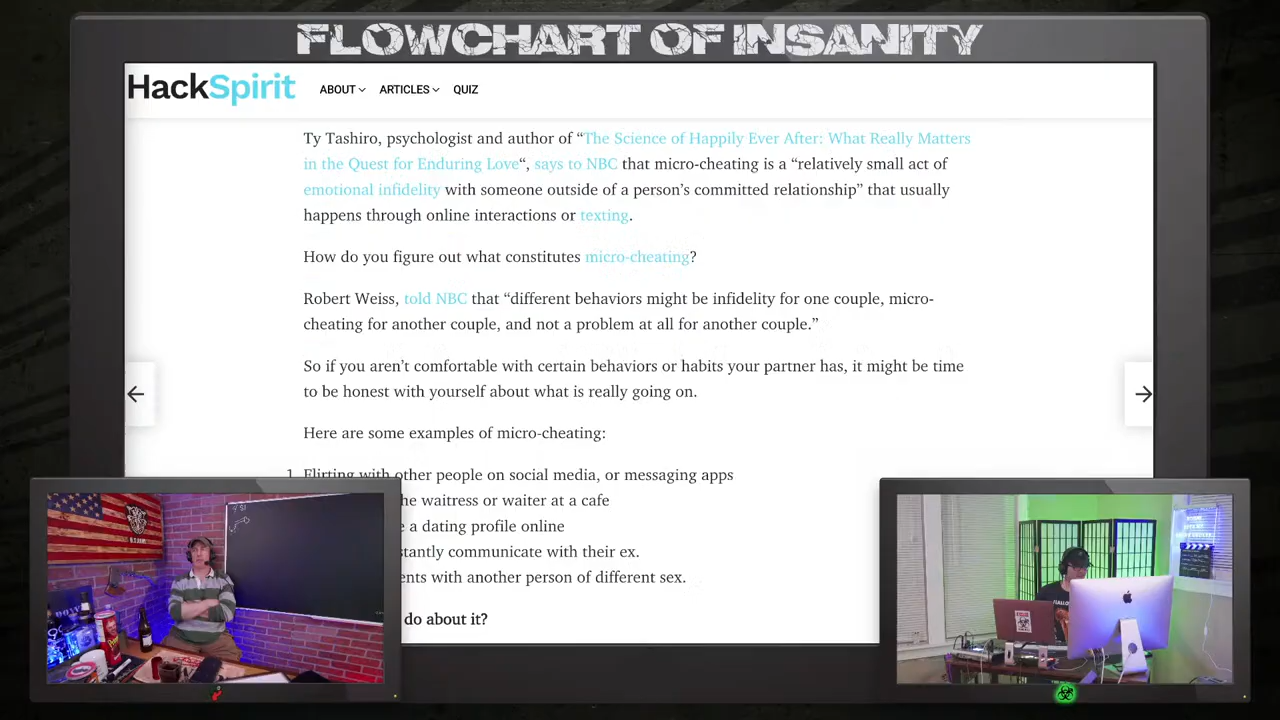 FLOWCHART OF INSANITY
HackSpirit
ABOUT ARTICLES QUIZ
Ty Tashiro, psychologist and author of “The Science of Happily Ever After: What Really Matters
in the Quest for Enduring Love“, says to NBC that micro-cheating is a “relatively small act of
emotional infidelity with someone outside of a person’s committed relationship” that usually
happens through online interactions or texting.
How do you figure out what constitutes micro-cheating?
Robert Weiss, told NBC that “different behaviors might be infidelity for one couple, micro-
cheating for another couple, and not a problem at all for another couple.”
So if you aren’t comfortable with certain behaviors or habits your partner has, it might be time
to be honest with yourself about what is really going on.
Here are some examples of micro-cheating:
1. Flirting with other people on social media, or messaging apps
the waitress or waiter at a cafe
a dating profile online
communicate with their ex.
with another person of different sex.
do about it?